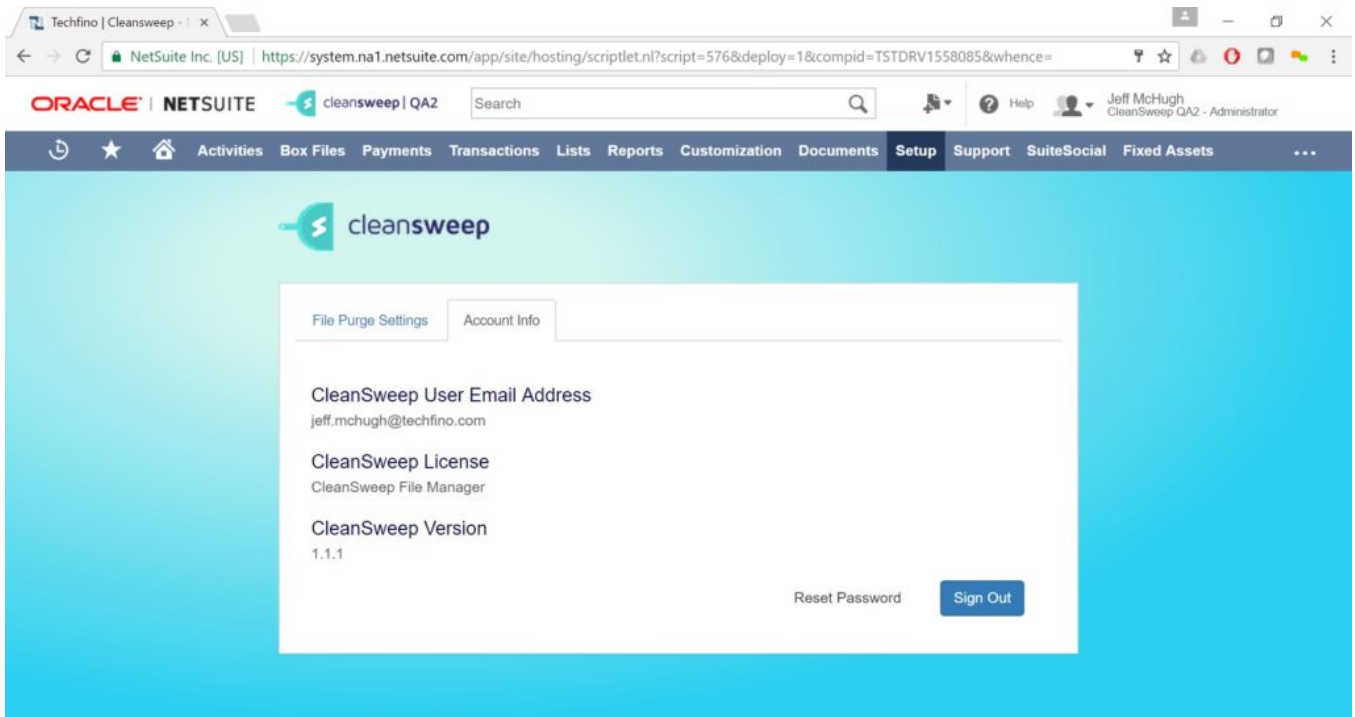 Techfino | Cleansweep -
NetSuite Inc. [US] | https://system.na1.netsuite.com/app/site/hosting/scriptlet.nl?script=576&deploy=1&compid=TSTDRV1558085&whence=
ORACLE | NETSUITE cleansweep | QA2 Search Help Jeff McHugh
CleanSweep QA2 - Administrator
Activities Box Files Payments Transactions Lists Reports Customization Documents Setup Support SuiteSocial Fixed Assets ...
cleansweep
File Purge Settings Account Info
CleanSweep User Email Address
jeff.mchugh@techfino.com
CleanSweep License
CleanSweep File Manager
CleanSweep Version
1.1.1
Reset Password Sign Out